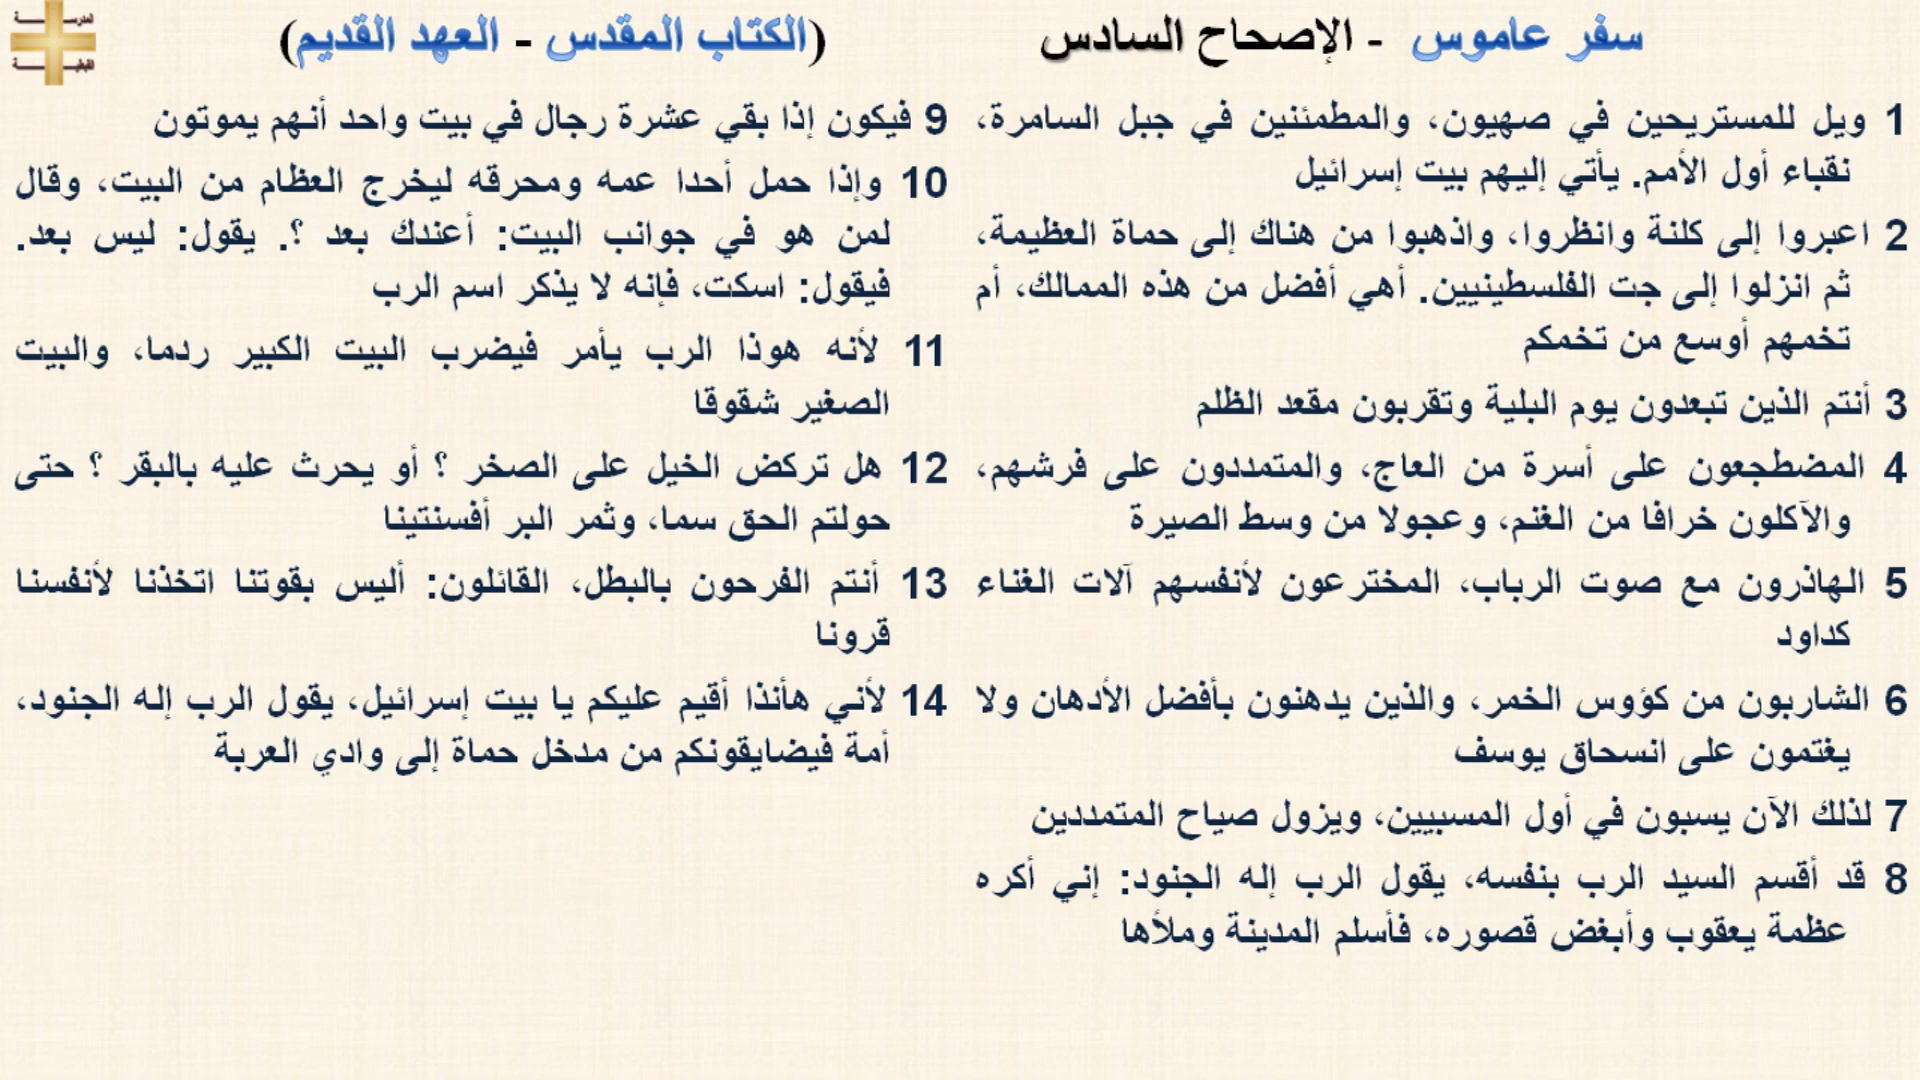 سفر عاموس - الإصحاح السادس (الكتاب المقدس - العهد القديم)
1 ويل للمستريحين في صهيون، والمطمئنين في جبل السامرة،
نقباء أول الأمم. يأتي إليهم بيت إسرائيل
2 اعبروا إلى كلنة وانظروا، واذهبوا من هناك إلى حماة العظيمة،
ثم انزلوا إلى جت الفلسطينيين. أهي أفضل من هذه الممالك، أم
تخمهم أوسع من تخمكم
3 أنتم الذين تبعدون يوم البلية وتقربون مقعد الظلم
4 المضطجعون على أسرة من العاج، والمتمددون على فرشهم،
والآكلون خرافا من الغنم، وعجولا من وسط الصيرة
5 الهاذرون مع صوت الرباب، المخترعون لأنفسهم آلات الغناء
كداود
6 الشاربون من كؤوس الخمر، والذين يدهنون بأفضل الأدهان ولا
يغتمون على انسحاق يوسف
7 لذلك الآن يسبون في أول المسبيين، ويزول صياح المتمددين
8 قد أقسم السيد الرب بنفسه، يقول الرب إله الجنود: إني أكره
عظمة يعقوب وأبغض قصوره، فأسلم المدينة وملأها
9 فيكون إذا بقي عشرة رجال في بيت واحد أنهم يموتون
10 وإذا حمل أحدا عمه ومحرقه ليخرج العظام من البيت، وقال
لمن هو في جوانب البيت: أعندك بعد ؟. يقول: ليس بعد.
فيقول: اسكت، فإنه لا يذكر اسم الرب
11 لأنه هوذا الرب يأمر فيضرب البيت الكبير ردما، والبيت
الصغير شقوقا
12 هل تركض الخيل على الصخر ؟ أو يحرث عليه بالبقر ؟ حتى
حولتم الحق سما، وثمر البر أفسنتينا
13 أنتم الفرحون بالبطل، القائلون: أليس بقوتنا اتخذنا لأنفسنا
قرونا
14 لأني هأنذا أقيم عليكم يا بيت إسرائيل، يقول الرب إله الجنود،
أمة فيضايقونكم من مدخل حماة إلى وادي العربة